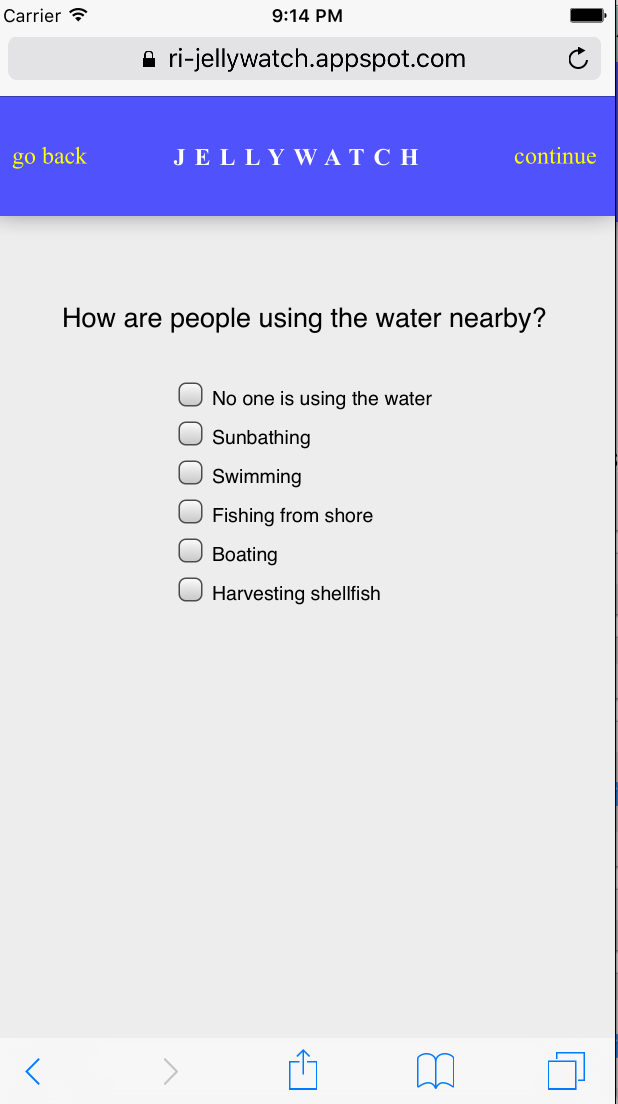 Carrier 9:14 PM
ri-jellywatch.appspot.com
go back JELLYWATCH continue
How are people using the water nearby?
No one is using the water
Sunbathing
Swimming
Fishing from shore
Boating
Harvesting shellfish